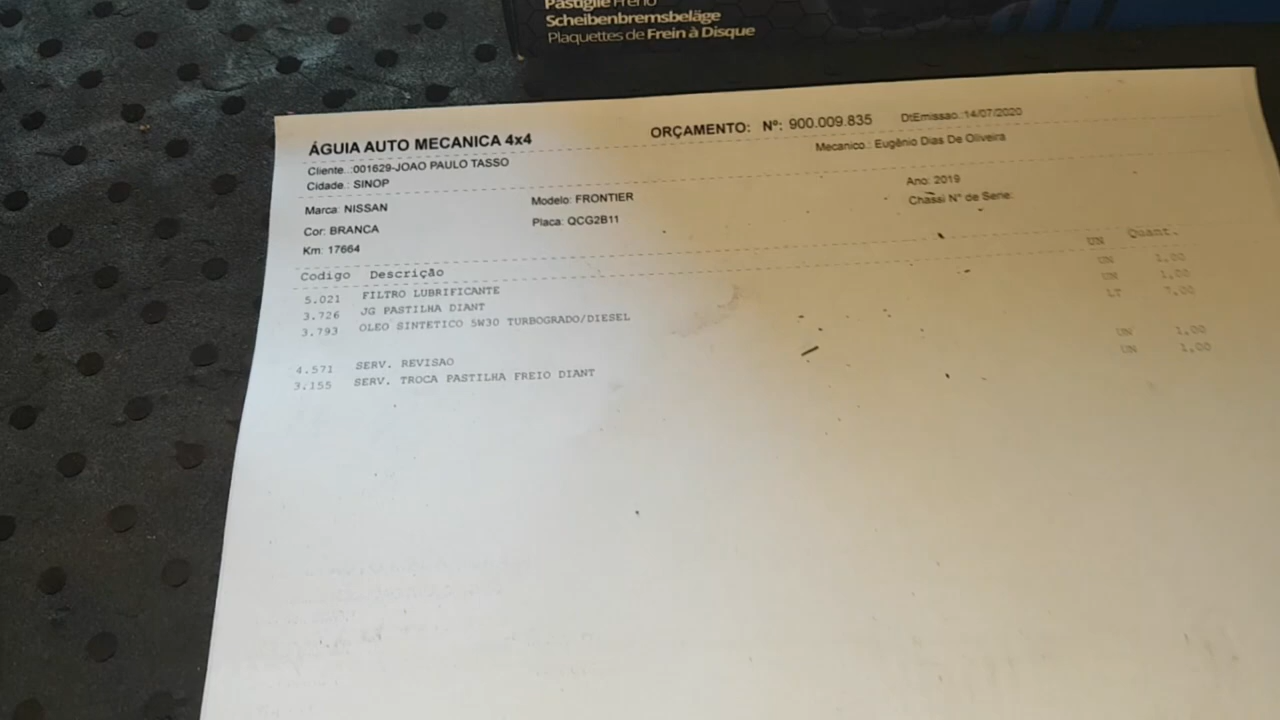 Pastiglie Freno
Scheibenbremsbeläge
Plaquettes de Frein à Disque
ÁGUIA AUTO MECANICA 4x4 ORÇAMENTO: Nº: 900.009.835 DtEmissao.:14/07/2020
Cliente..:001629-JOAO PAULO TASSO Mecanico.: Eugênio Dias De Oliveira
Cidade.: SINOP
Marca: NISSAN Modelo: FRONTIER Ano: 2019
Cor: BRANCA Placa: QCG2B11 Chassi N° de Serie:
Km: 17664
Codigo Descrição UN Quant.
5.021 FILTRO LUBRIFICANTE UN 1,00
3.726 JG PASTILHA DIANT UN 1,00
3.793 OLEO SINTETICO 5W30 TURBOGRADO/DIESEL LT 7,00
4.571 SERV. REVISAO UN 1,00
3.155 SERV. TROCA PASTILHA FREIO DIANT UN 1,00